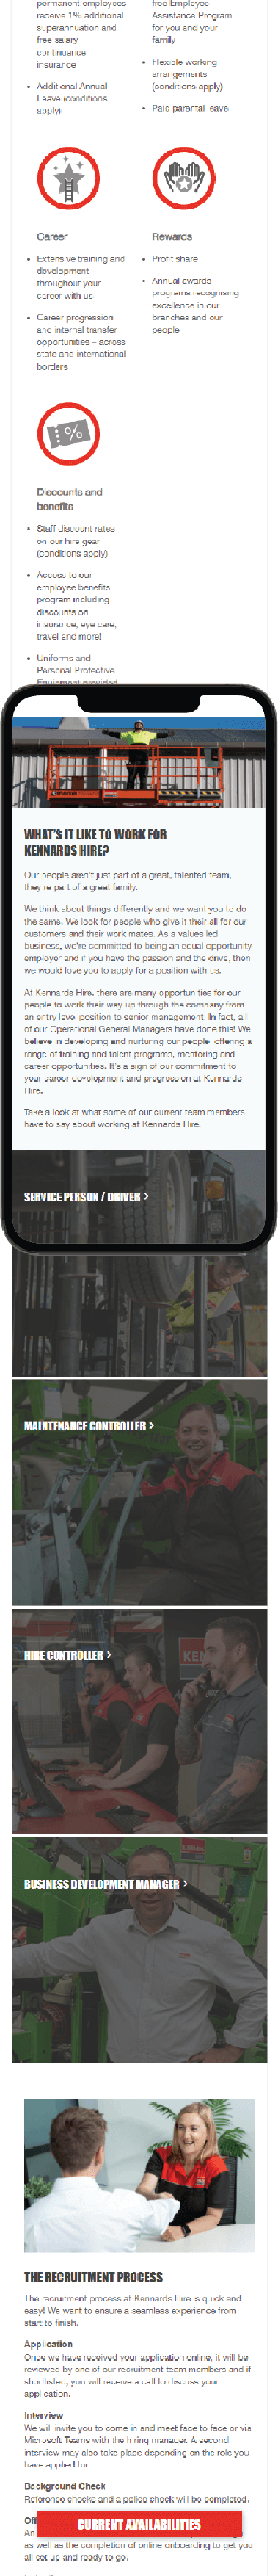 permanent employees
receive 1% additional
superannuation and
free salary
continuance
insurance
• Additional Annual
Leave (conditions
apply)
free Employee
Assistance Program
for you and your
family
• Flexible working
arrangements
(conditions apply)
• Paid parental leave
Career
• Extensive training and
development
throughout your
career with us
• Career progression
and internal transfer
opportunities – across
state and international
borders
Rewards
• Profit share
• Annual awards
programs recognising
excellence in our
branches and our
people
%
Discounts and
benefits
• Staff discount rates
on our hire gear
(conditions apply)
• Access to our
employee benefits
program including
discounts on
insurance, eye care,
travel and more!
• Uniforms and
Personal Protective
Equipment provided
WHAT'S IT LIKE TO WORK FOR
KENNARDS HIRE?
Our people aren't just part of a great, talented team,
they're part of a great family.
We think about things differently and we want you to do
the same. We look for people who give it their all for our
customers and their work mates. As a values led
business, we're committed to being an equal opportunity
employer and if you have the passion and the drive, then
we would love you to apply for a position with us.
At Kennards Hire, there are many opportunities for our
people to work their way up through the company from
an entry level position to senior management. In fact, all
of our Operational General Managers have done this! We
believe in developing and nurturing our people, offering a
range of training and talent programs, mentoring and
career opportunities. It's a sign of our commitment to
your career development and progression at Kennards
Hire.
Take a look at what some of our current team members
have to say about working at Kennards Hire.
SERVICE PERSON / DRIVER >
MAINTENANCE CONTROLLER >
HIRE CONTROLLER >
KEN
BUSINESS DEVELOPMENT MANAGER >
THE RECRUITMENT PROCESS
The recruitment process at Kennards Hire is quick and
easy! We want to ensure a seamless experience from
start to finish.
Application
Once we have received your application online, it will be
reviewed by one of our recruitment team members and if
shortlisted, you will receive a call to discuss your
application.
Interview
We will invite you to come in and meet face to face or via
Microsoft Teams with the hiring manager. A second
interview may also take place depending on the role you
have applied for.
Background Check
Reference checks and a police check will be completed.
Off
CURRENT AVAILABILITIES
An
as well as the completion of online onboarding to get you
all set up and ready to go.